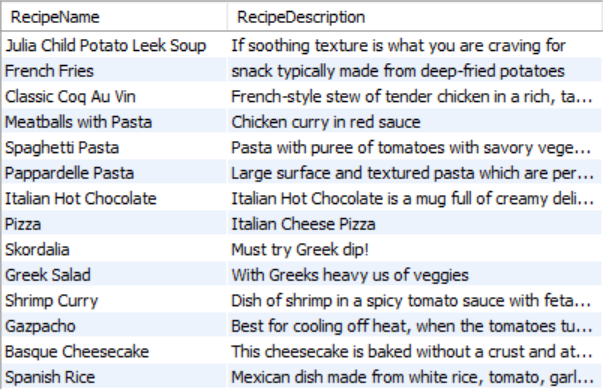 RecipeName RecipeDescription
Julia Child Potato Leek Soup If soothing texture is what you are craving for
French Fries snack typically made from deep-fried potatoes
Classic Coq Au Vin French-style stew of tender chicken in a rich, ta...
Meatballs with Pasta Chicken curry in red sauce
Spaghetti Pasta Pasta with puree of tomatoes with savory vege...
Pappardelle Pasta Large surface and textured pasta which are per...
Italian Hot Chocolate Italian Hot Chocolate is a mug full of creamy deli...
Pizza Italian Cheese Pizza
Skordalia Must try Greek dip!
Greek Salad With Greeks heavy us of veggies
Shrimp Curry Dish of shrimp in a spicy tomato sauce with feta...
Gazpacho Best for cooling off heat, when the tomatoes tu...
Basque Cheesecake This cheesecake is baked without a crust and at...
Spanish Rice Mexican dish made from white rice, tomato, garl...